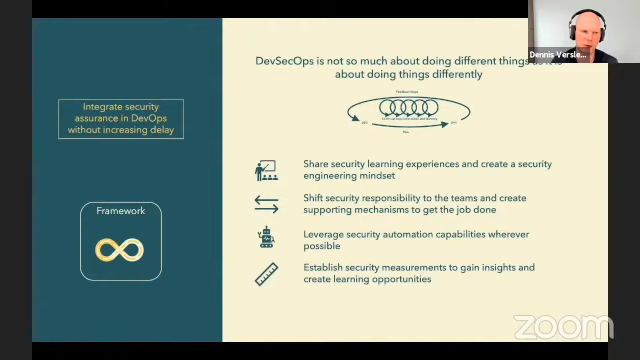 Dennis Versle...
DevSecOps is not so much about doing different things as it is
about doing things differently
Integrate security
assurance in DevOps
without increasing delay
Framework
Share security learning experiences and create a security
engineering mindset
Shift security responsibility to the teams and create
supporting mechanisms to get the job done
Leverage security automation capabilities wherever
possible
Establish security measurements to gain insights and
create learning opportunities
zoom